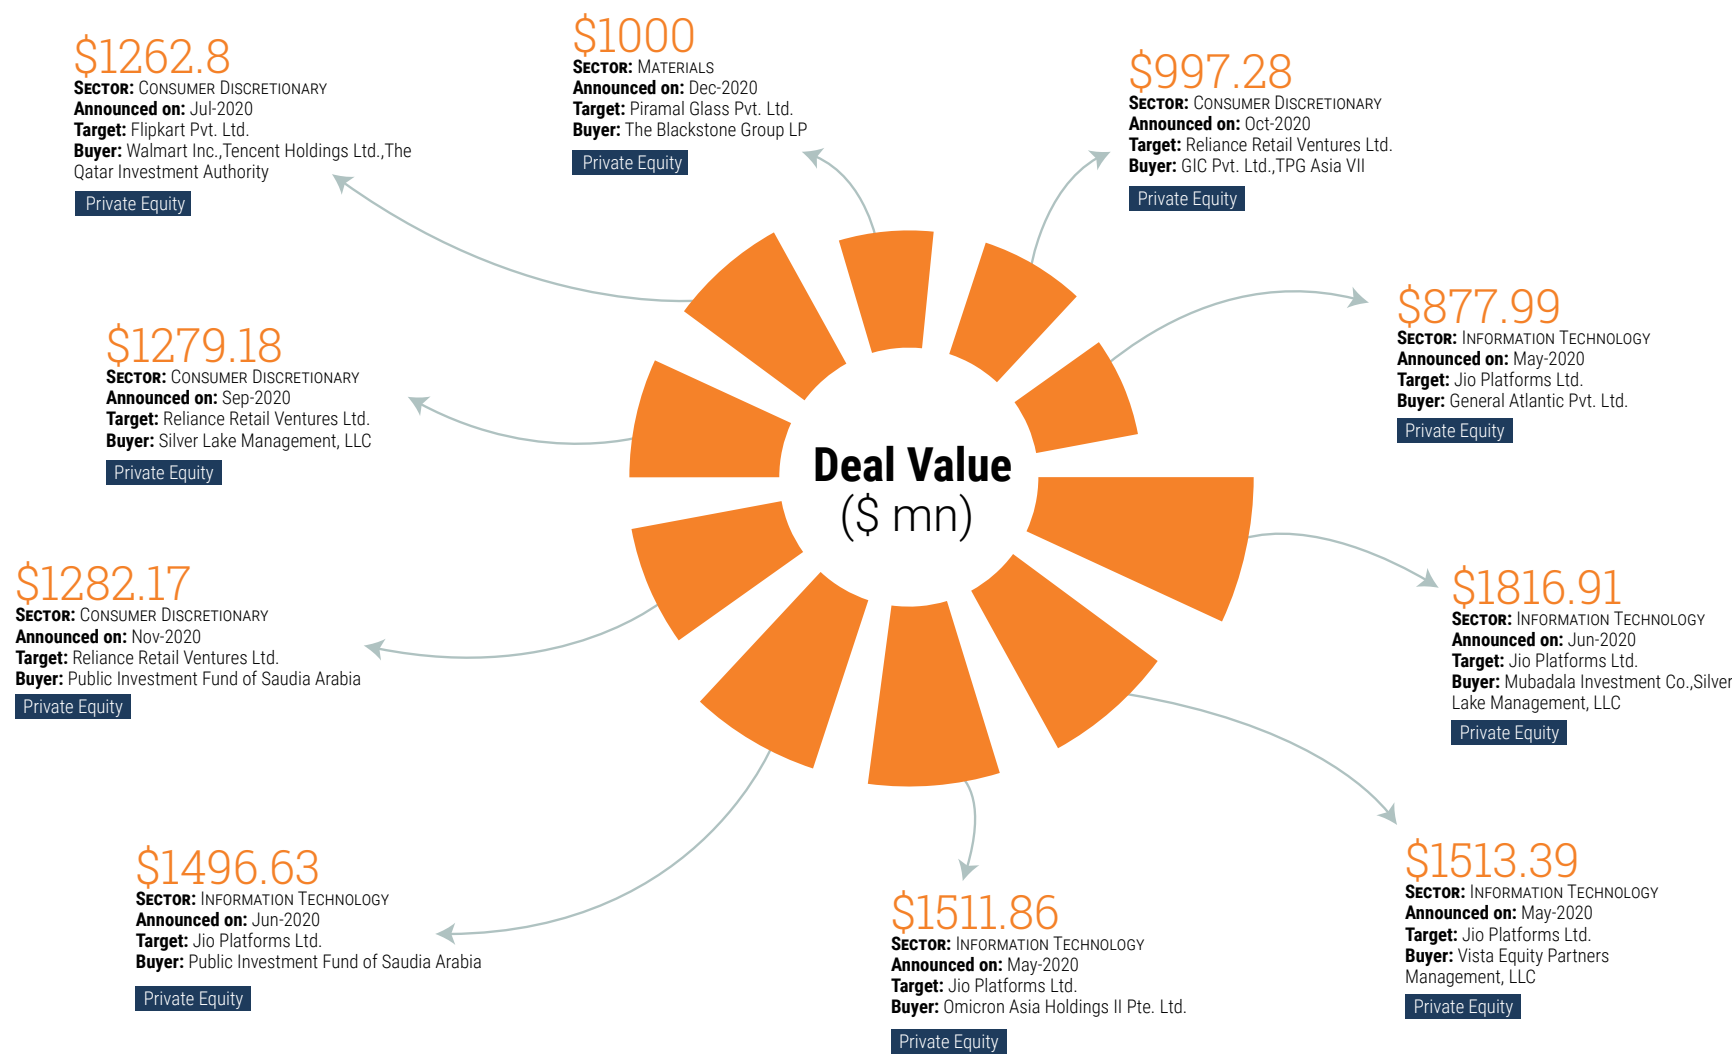 $1262.8
SECTOR: CONSUMER DISCRETIONARY
Announced on: Jul-2020
Target: Flipkart Pvt. Ltd.
Buyer: Walmart Inc.,Tencent Holdings Ltd.,The
Qatar Investment Authority
Private Equity
$1000
SECTOR: MATERIALS
Announced on: Dec-2020
Target: Piramal Glass Pvt. Ltd.
Buyer: The Blackstone Group LP
Private Equity
$997.28
SECTOR: CONSUMER DISCRETIONARY
Announced on: Oct-2020
Target: Reliance Retail Ventures Ltd.
Buyer: GIC Pvt. Ltd.,TPG Asia VII
Private Equity
$877.99
SECTOR: INFORMATION TECHNOLOGY
Announced on: May-2020
Target: Jio Platforms Ltd.
Buyer: General Atlantic Pvt. Ltd.
Private Equity
$1279.18
SECTOR: CONSUMER DISCRETIONARY
Announced on: Sep-2020
Target: Reliance Retail Ventures Ltd.
Buyer: Silver Lake Management, LLC
Private Equity
Deal Value
($ mn)
$1282.17
SECTOR: CONSUMER DISCRETIONARY
Announced on: Nov-2020
Target: Reliance Retail Ventures Ltd.
Buyer: Public Investment Fund of Saudia Arabia
Private Equity
$1816.91
SECTOR: INFORMATION TECHNOLOGY
Announced on: Jun-2020
Target: Jio Platforms Ltd.
Buyer: Mubadala Investment Co.,Silver
Lake Management, LLC
Private Equity
$1496.63
SECTOR: INFORMATION TECHNOLOGY
Announced on: Jun-2020
Target: Jio Platforms Ltd.
Buyer: Public Investment Fund of Saudia Arabia
Private Equity
$1511.86
SECTOR: INFORMATION TECHNOLOGY
Announced on: May-2020
Target: Jio Platforms Ltd.
Buyer: Omicron Asia Holdings II Pte. Ltd.
Private Equity
$1513.39
SECTOR: INFORMATION TECHNOLOGY
Announced on: May-2020
Target: Jio Platforms Ltd.
Buyer: Vista Equity Partners
Management, LLC
Private Equity